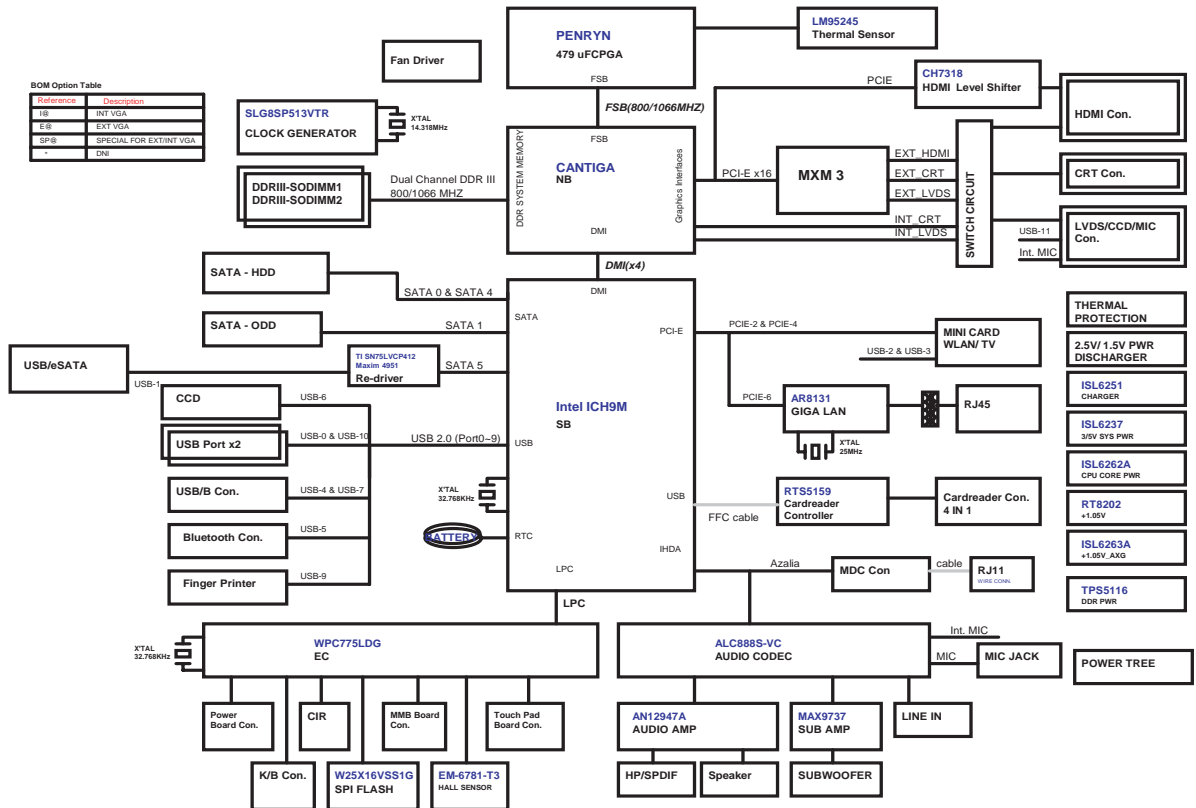 PENRYN
479 uFCPGA
FSB
LM95245
Thermal Sensor
Fan Driver
BOM Option Table
Reference Description
I@ INT VGA
E@ EXT VGA
SP@ SPECIAL FOR EXT/INT VGA
* DNI
SLG8SP513VTR
CLOCK GENERATOR
X'TAL
14.318MHz
FSB(800/1066MHZ)
PCIE
CH7318
HDMI Level Shifter
HDMI Con.
FSB
CANTIGA
NB
DDR SYSTEM MEMORY
Graphics Interfaces
DMI
DDRIII-SODIMM1
DDRIII-SODIMM2
Dual Channel DDR III
800/1066 MHZ
PCI-E x16
MXM 3
EXT_HDMI
EXT_CRT
EXT_LVDS
INT_CRT
INT_LVDS
SWITCH CIRCUIT
CRT Con.
LVDS/CCD/MIC
Con.
USB-11
Int. MIC
DMI(x4)
SATA - HDD
SATA 0 & SATA 4
SATA - ODD
SATA 1
USB/eSATA
USB-1
TI SN75LVCP412
Maxim 4951
Re-driver
SATA 5
CCD
USB-6
USB Port x2
USB-0 & USB-10
USB 2.0 (Port0~9)
USB/B Con.
USB-4 & USB-7
Bluetooth Con.
USB-5
Finger Printer
USB-9
X'TAL
32.768KHz
BATTERY
DMI
SATA
PCI-E
Intel ICH9M
SB
USB
USB
RTC
IHDA
LPC
PCIE-2 & PCIE-4
MINI CARD
WLAN/ TV
USB-2 & USB-3
PCIE-6
AR8131
GIGA LAN
RJ45
X'TAL
25MHz
FFC cable
RTS5159
Cardreader
Controller
Cardreader Con.
4 IN 1
Azalia
MDC Con
cable
RJ11
WIRE CONN.
THERMAL
PROTECTION
2.5V/ 1.5V PWR
DISCHARGER
ISL6251
CHARGER
ISL6237
3/5V SYS PWR
ISL6262A
CPU CORE PWR
RT8202
+1.05V
ISL6263A
+1.05V_AXG
TPS5116
DDR PWR
POWER TREE
LPC
X'TAL
32.768KHz
WPC775LDG
EC
ALC888S-VC
AUDIO CODEC
Int. MIC
MIC
MIC JACK
Power
Board Con.
CIR
MMB Board
Con.
Touch Pad
Board Con.
K/B Con.
W25X16VSS1G
SPI FLASH
EM-6781-T3
HALL SENSOR
AN12947A
AUDIO AMP
MAX9737
SUB AMP
LINE IN
HP/SPDIF
Speaker
SUBWOOFER